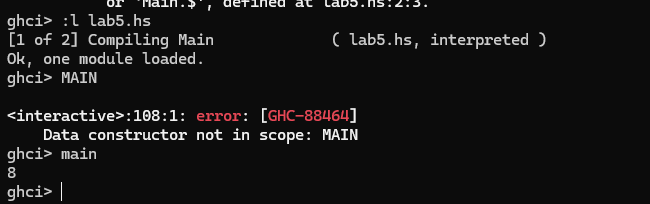 or 'Main.$', defined at lab5.hs:2:3.
ghci> :l lab5.hs
[1 of 2] Compiling Main             ( lab5.hs, interpreted )
Ok, one module loaded.
ghci> MAIN
<interactive>:108:1: error: [GHC-88464]
    Data constructor not in scope: MAIN
ghci> main
8
ghci>